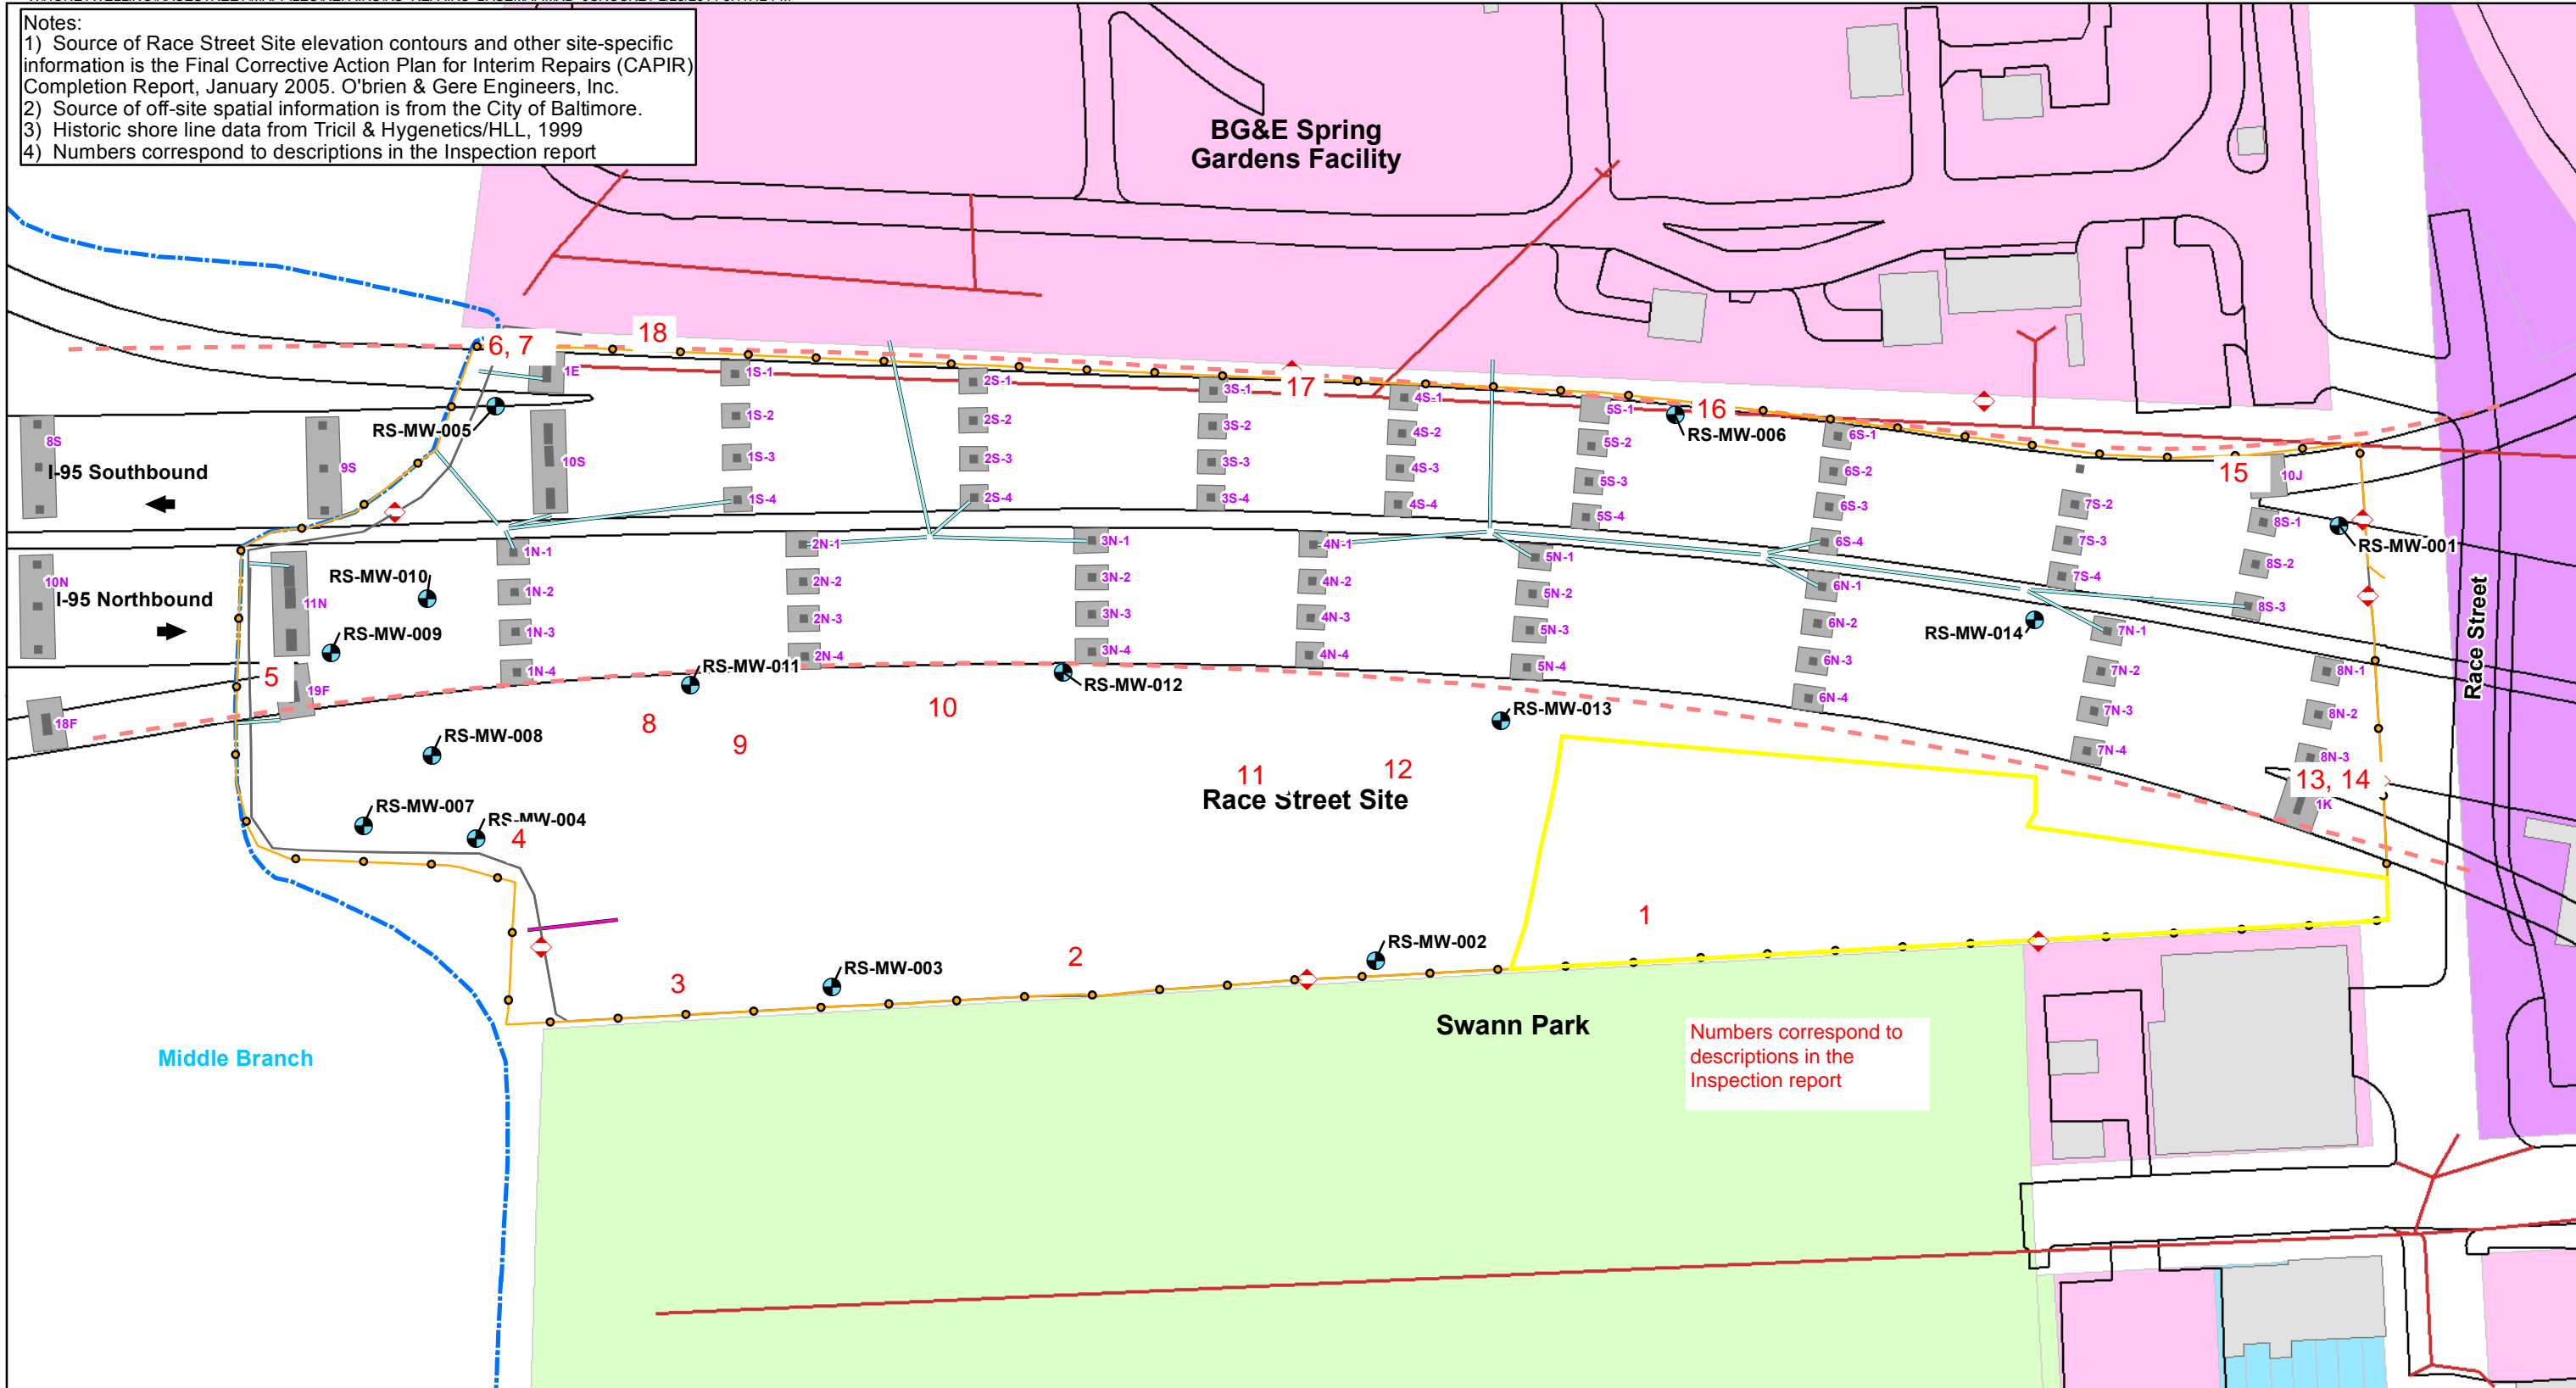 Notes:
1) Source of Race Street Site elevation contours and other site-specific
information is the Final Corrective Action Plan for Interim Repairs (CAPIR)
Completion Report, January 2005. O'brien & Gere Engineers, Inc.
2) Source of off-site spatial information is from the City of Baltimore.
3) Historic shore line data from Tricil & Hygenetics/HLL, 1999
4) Numbers correspond to descriptions in the Inspection report
BG&E Spring
Gardens Facility
6, 7
18
17
16
15
1E
1S-1
2S-1
3S-1
4S-1
5S-1
6S-1
RS-MW-005
RS-MW-006
8S
9S
10S
1S-2
2S-2
3S-2
4S-2
5S-2
6S-2
7S-2
10J
I-95 Southbound
1S-3
2S-3
3S-3
4S-3
5S-3
6S-3
7S-3
8S-1
RS-MW-001
1S-4
2S-4
3S-4
4S-4
5S-4
6S-4
7S-4
8S-2
8S-3
10N
11N
1N-1
2N-1
3N-1
4N-1
5N-1
6N-1
7N-1
8N-1
I-95 Northbound
RS-MW-010
1N-2
2N-2
3N-2
4N-2
5N-2
6N-2
7N-2
8N-2
RS-MW-009
RS-MW-014
Race Street
1N-3
2N-3
3N-3
4N-3
5N-3
6N-3
7N-3
8N-3
1N-4
2N-4
3N-4
4N-4
5N-4
6N-4
7N-4
5
19F
18F
RS-MW-011
RS-MW-012
RS-MW-013
8
9
10
11
12
13, 14
1K
RS-MW-008
Race Street Site
RS-MW-007
RS-MW-004
4
1
2
3
RS-MW-002
RS-MW-003
Swann Park
Middle Branch
Numbers correspond to
descriptions in the
Inspection report